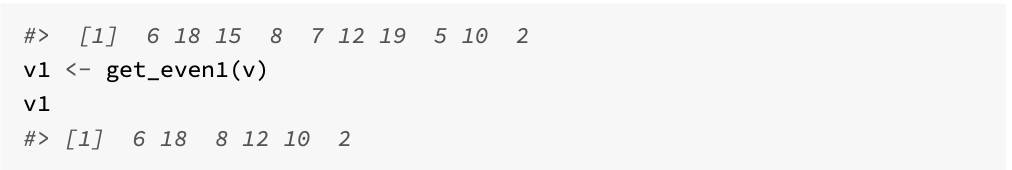 #>  [1]  6 18 15  8  7 12 19  5 10  2
v1 <- get_even1(v)
v1
#> [1]  6 18  8 12 10  2